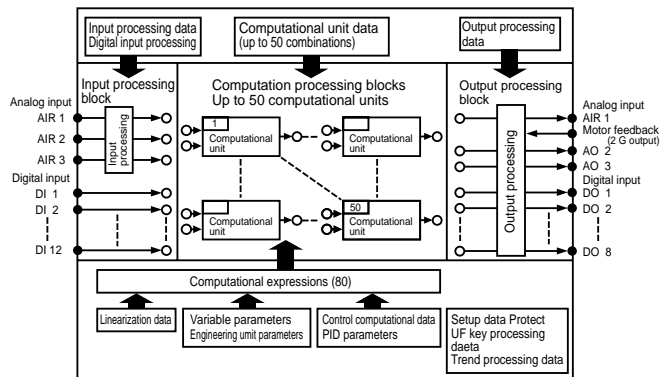 Input processing data
Digital input processing
Computational unit data
(up to 50 combinations)
Output processing
data
Input processing
block
Computation processing blocks
Up to 50 computational units
Output processing
block
Analog input
AIR 1
AIR 2
AIR 3
Digital input
DI 1
DI 2
DI 12
Input
processing
1
Computational
unit
Computational
unit
Computational
unit
50
Computational
unit
Output processing
Analog input
AIR 1
Motor feedback
(2 G output)
AO 2
AO 3
Digital input
DO 1
DO 2
DO 8
Computational expressions (80)
Linearization data
Variable parameters
Engineering umit parameters
Control computational data
PID parameters
Setup data Protect
UF key processing
daeta
Trend processing data